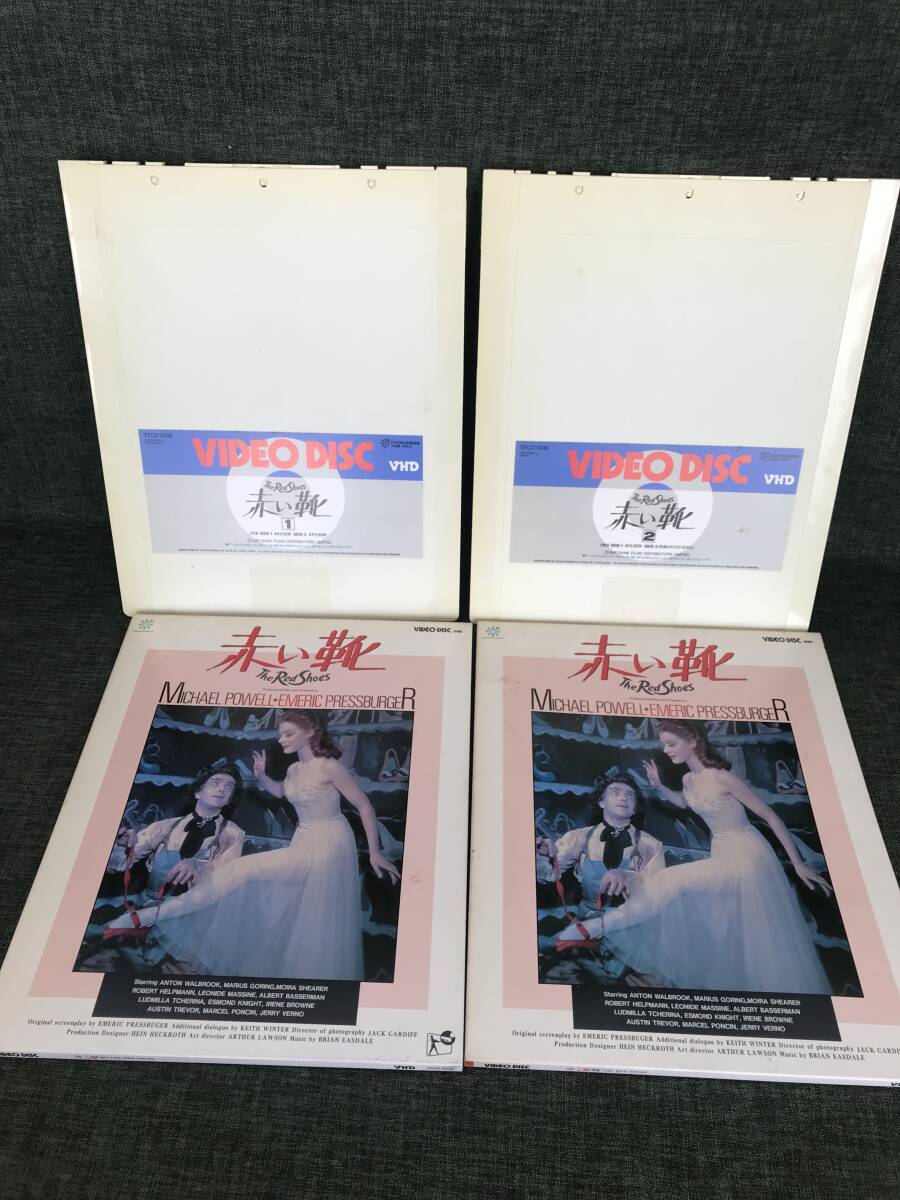 TFCD1008
VIDEO DISC
VHD
The Red Shoes
赤い靴
1
VIDEO DISC
VHD
The Red Shoes
赤い靴
2
VIDEO DISC VHD
赤い靴
The Red Shoes
MICHAEL POWELL•EMERIC PRESSBURGER
Starring ANTON WALBROOK, MARIUS GORING,MOIRA SHEARER
ROBERT HELPMANN, LEONIDE MASSINE, ALBERT BASSERMAN
LUDMILLA TCHERINA, ESMOND KNIGHT, IRENE BROWNE
AUSTIN TREVOR, MARCEL PONCIN, JERRY VERNO
Original screenplay by EMERIC PRESSBUGER Additional dialogue by KEITH WINTER Director of photography JACK CARDIFF
Production Designer HEIN HECKROTH Art director ARTHUR LAWSON Music by BRIAN EASDALE
VIDEO DISC
VHD
VIDEO DISC VHD
赤い靴
The Red Shoes
MICHAEL POWELL•EMERIC PRESSBURGER
Starring ANTON WALBROOK, MARIUS GORING,MOIRA SHEARER
ROBERT HELPMANN, LEONIDE MASSINE, ALBERT BASSERMAN
LUDMILLA TCHERINA, ESMOND KNIGHT, IRENE BROWNE
AUSTIN TREVOR, MARCEL PONCIN, JERRY VERNO
Original screenplay by EMERIC PRESSBUGER Additional dialogue by KEITH WINTER Director of photography JACK CARDIFF
Production Designer HEIN HECKROTH Art director ARTHUR LAWSON Music by BRIAN EASDALE
VIDEO DISC